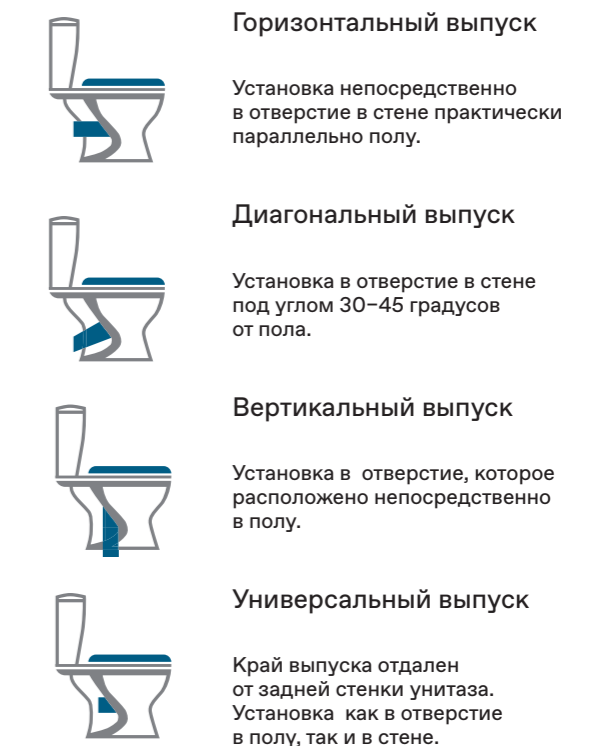 Горизонтальный выпуск
Установка непосредственно
в отверстие в стене практически
параллельно полу.
Диагональный выпуск
Установка в отверстие в стене
под углом 30–45 градусов
от пола.
Вертикальный выпуск
Установка в отверстие, которое
расположено непосредственно
в полу.
Универсальный выпуск
Край выпуска отдален
от задней стенки унитаза.
Установка как в отверстие
в полу, так и в стене.